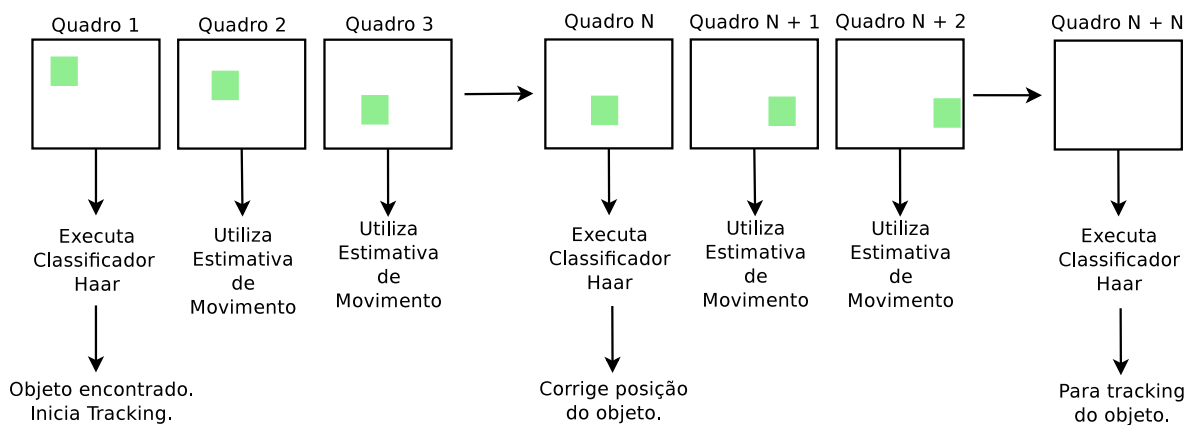 Quadro 1
Quadro 2
Quadro 3
Quadro N
Quadro N + 1
Quadro N + 2
Quadro N + N
Executa
Classificador
Haar
Utiliza
Estimativa
de
Movimento
Utiliza
Estimativa
de
Movimento
Executa
Classificador
Haar
Utiliza
Estimativa
de
Movimento
Utiliza
Estimativa
de
Movimento
Executa
Classificador
Haar
Objeto encontrado.
Inicia Tracking.
Corrige posição
do objeto.
Para tracking
do objeto.